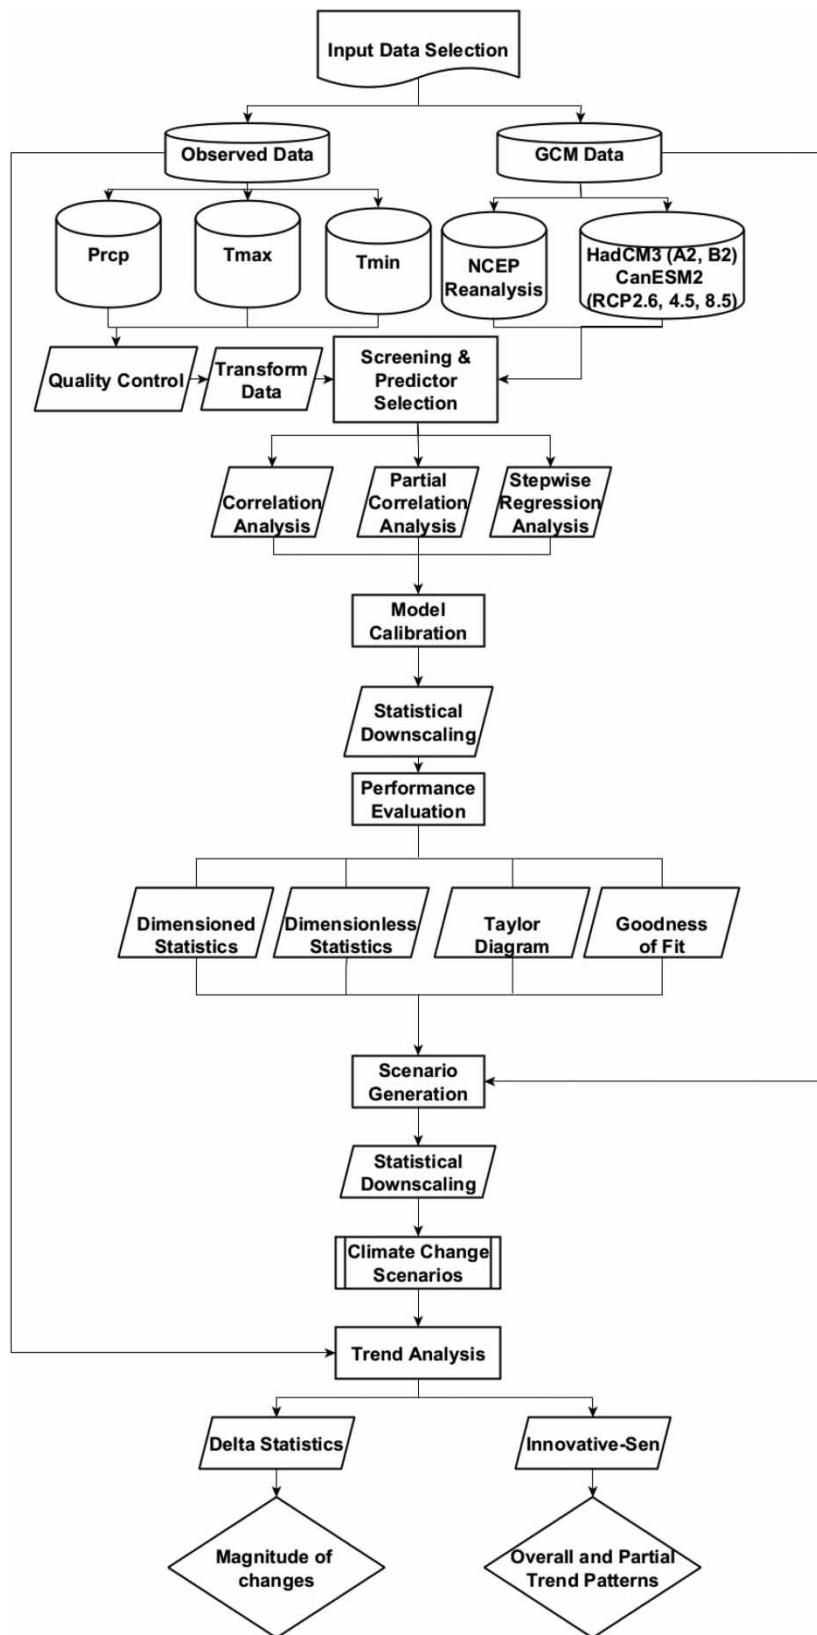 Input Data Selection
Observed Data
GCM Data
Prcp
Tmax
Tmin
NCEP
Reanalysis
HadCM3 (A2, B2)
CanESM2
(RCP2.6, 4.5, 8.5)
Quality Control
Transform
Data
Screening &
Predictor
Selection
Correlation
Analysis
Partial
Correlation
Analysis
Stepwise
Regression
Analysis
Model
Calibration
Statistical
Downscaling
Performance
Evaluation
Dimensioned
Statistics
Dimensionless
Statistics
Taylor
Diagram
Goodness
of Fit
Scenario
Generation
Statistical
Downscaling
Climate Change
Scenarios
Trend Analysis
Delta Statistics
Innovative-Sen
Magnitude of
changes
Overall and Partial
Trend Patterns